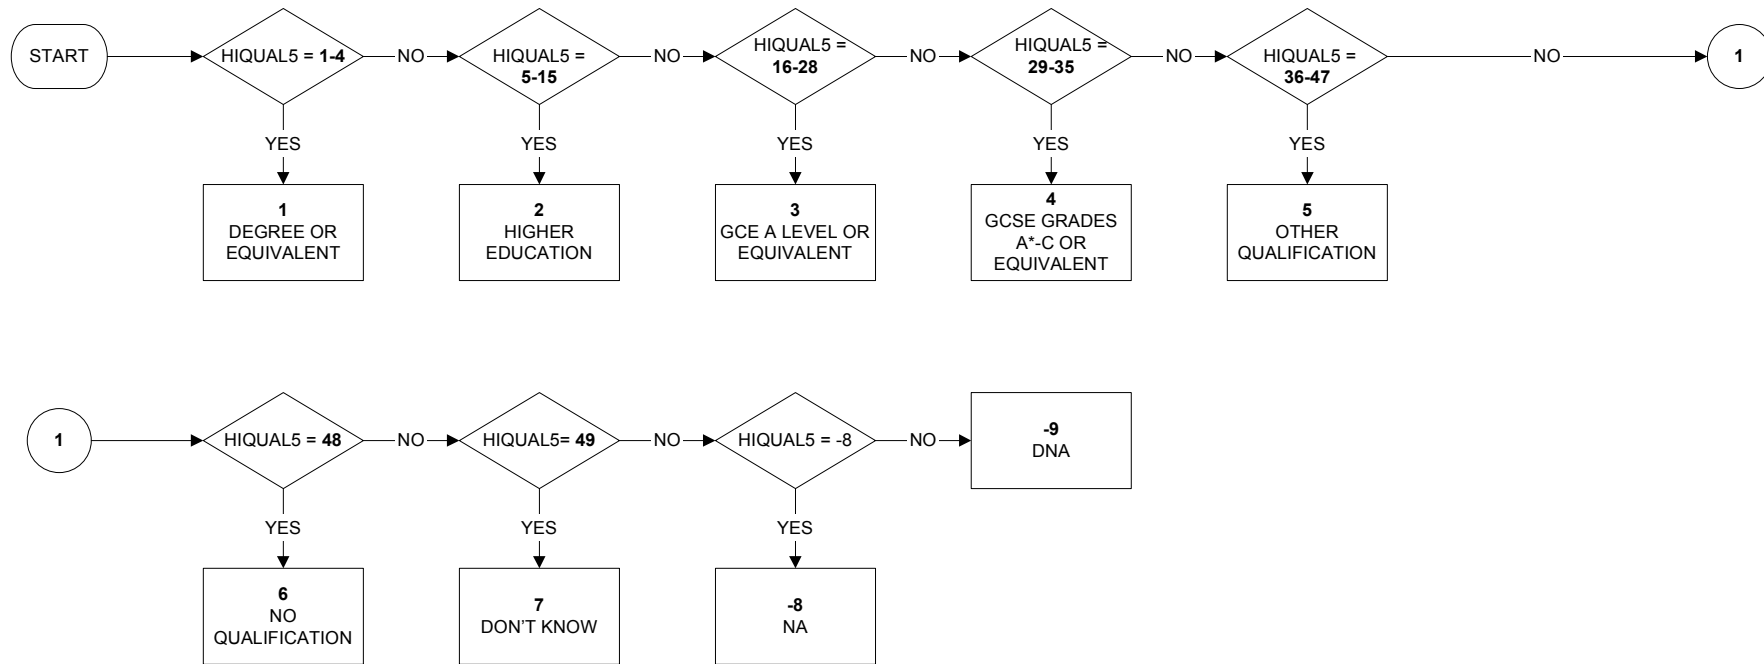 START
HIQUAL5 = 1-4
NO
HIQUAL5 =
5-15
NO
HIQUAL5 =
16-28
NO
HIQUAL5 =
29-35
NO
HIQUAL5 =
36-47
NO
1
YES
YES
YES
YES
YES
1
DEGREE OR
EQUIVALENT
2
HIGHER
EDUCATION
3
GCE A LEVEL OR
EQUIVALENT
4
GCSE GRADES
A*-C OR
EQUIVALENT
5
OTHER
QUALIFICATION
1
HIQUAL5 = 48
NO
HIQUAL5= 49
NO
HIQUAL5 = -8
NO
-9
DNA
YES
YES
YES
6
NO
QUALIFICATION
7
DON'T KNOW
-8
NA